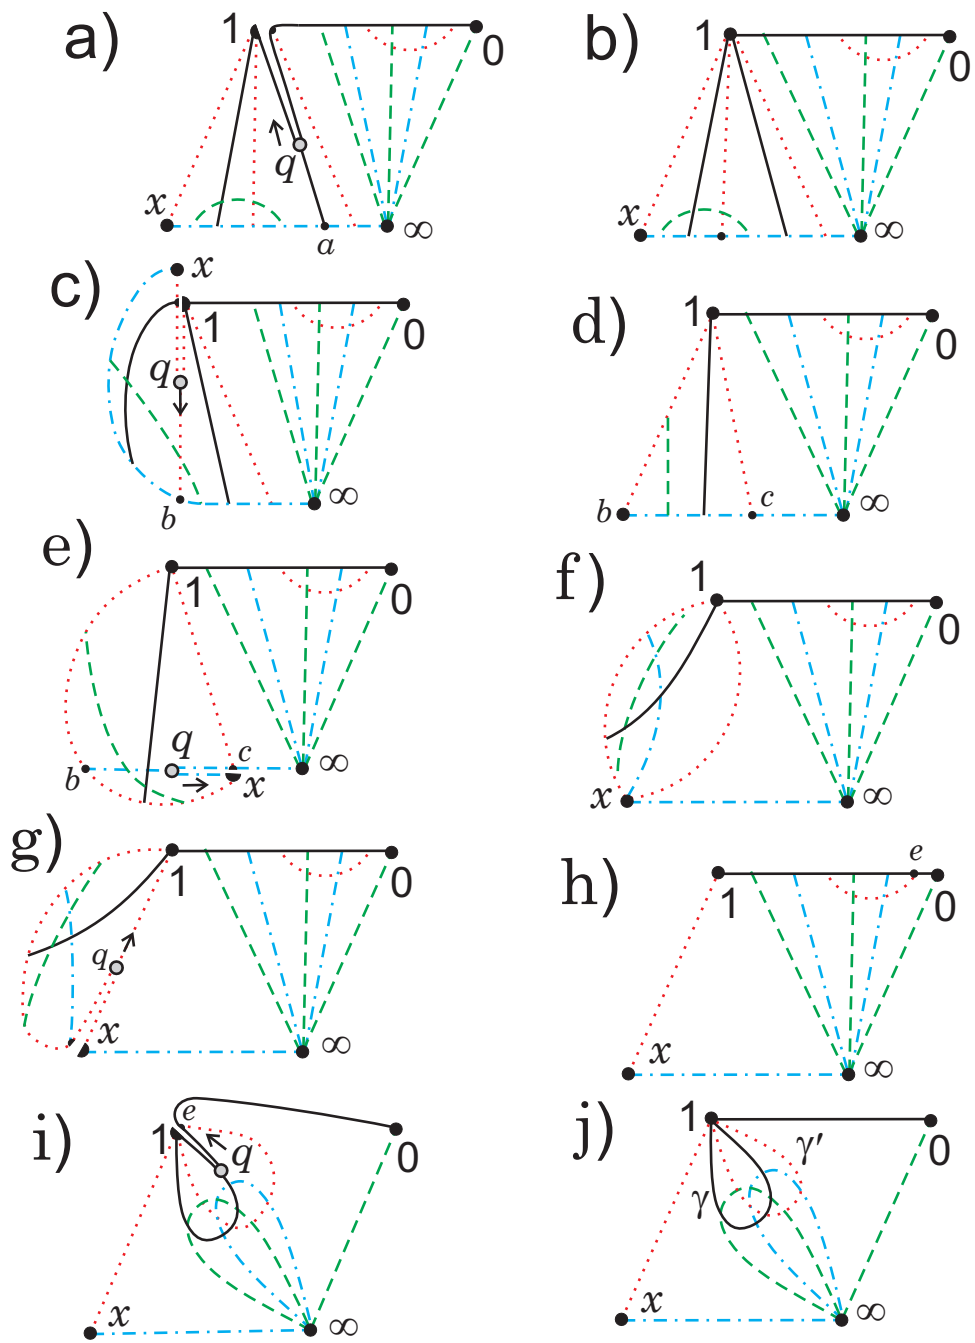 a)
1
0
q
x
a
∞
b)
1
0
x
∞
c)
x
1
0
q
b
∞
d)
1
0
b
c
∞
e)
1
0
q
c
b
x
∞
f)
1
0
x
∞
g)
1
0
q
x
∞
h)
e
1
0
x
∞
i)
e
1
q
0
x
∞
j)
1
γ'
0
γ
x
∞